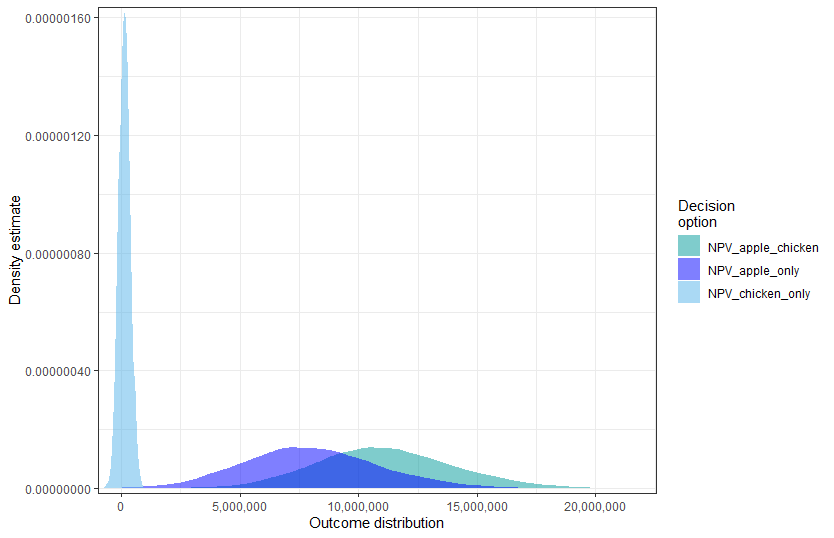 0.00000160
0.00000120
0.00000080
0.00000040
0.00000000
Density estimate
0
5,000,000
10,000,000
15,000,000
20,000,000
Outcome distribution
Decision
option
NPV_apple_chicken
NPV_apple_only
NPV_chicken_only